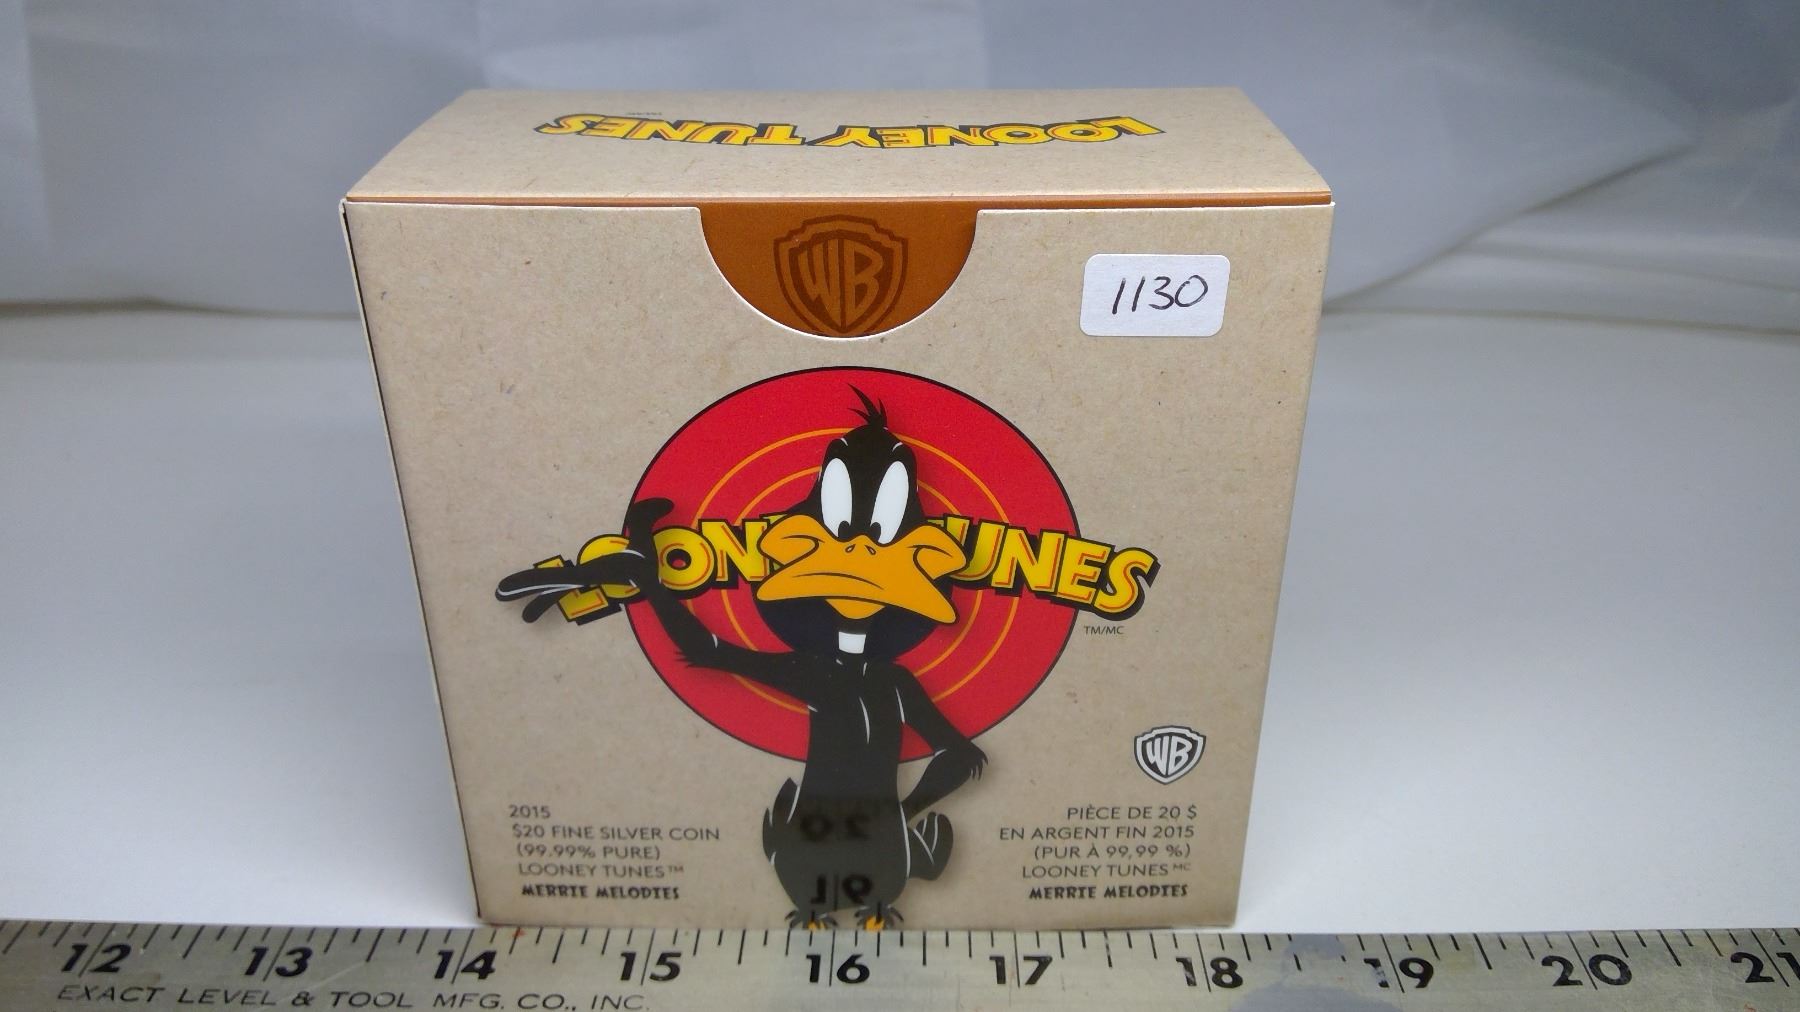 LOONEY TUNES
WB
1130
LOONEY TUNES
TM/MC
WB
2015
$20 FINE SILVER COIN
(99.99% PURE)
LOONEY TUNES™
MERRIE MELODIES
PIÈCE DE 20 $
EN ARGENT FIN 2015
(PUR À 99,99 %)
LOONEY TUNES MC
MERRIE MELODIES
12 13 14 15 16 17 18 19 20 21
EXACT LEVEL & TOOL MFG. CO., INC.